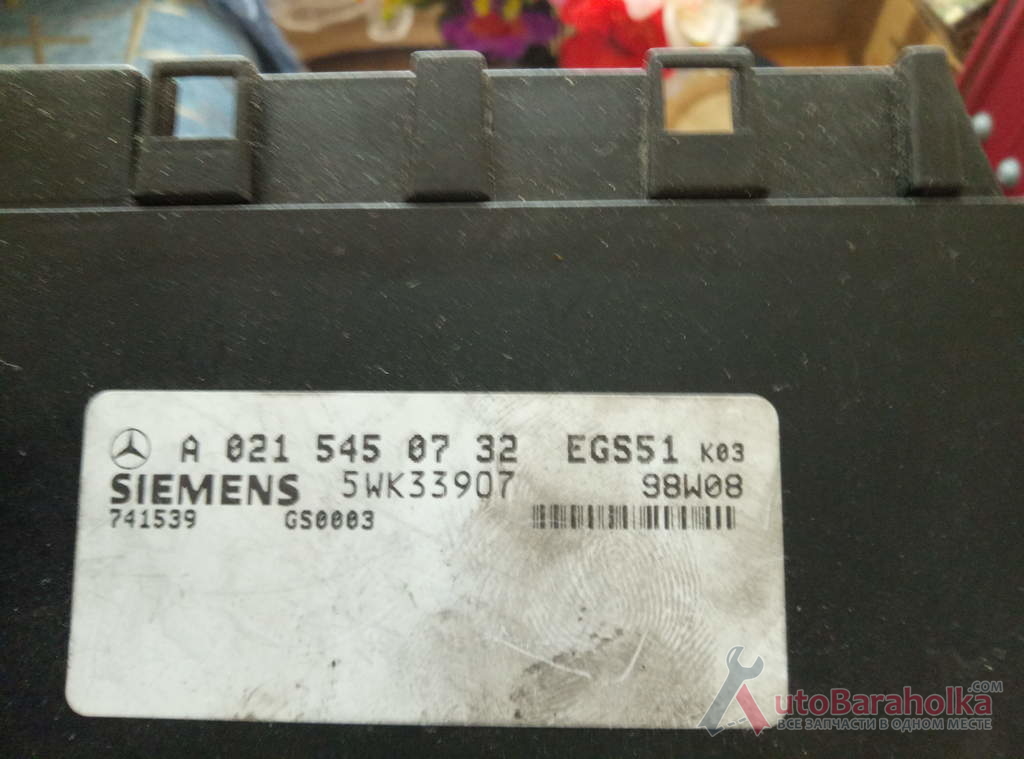 A 021 545 07 32 EGS51 K03
SIEMENS 5WK33907 98W08
741539 GS0003
AutoBaraholka.COM
ВСЕ ЗАПЧАСТИ В ОДНОМ МЕСТЕ